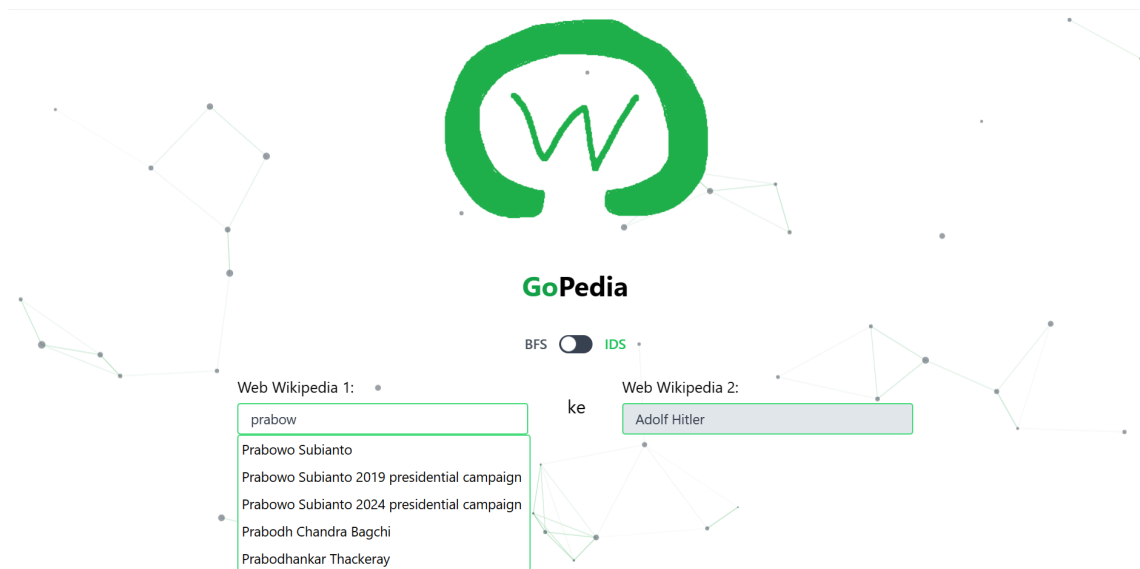 W
GoPedia
BFS IDS
Web Wikipedia 1:
prabow
Prabowo Subianto
Prabowo Subianto 2019 presidential campaign
Prabowo Subianto 2024 presidential campaign
Prabodh Chandra Bagchi
Prabodhankar Thackeray
ke
Web Wikipedia 2:
Adolf Hitler